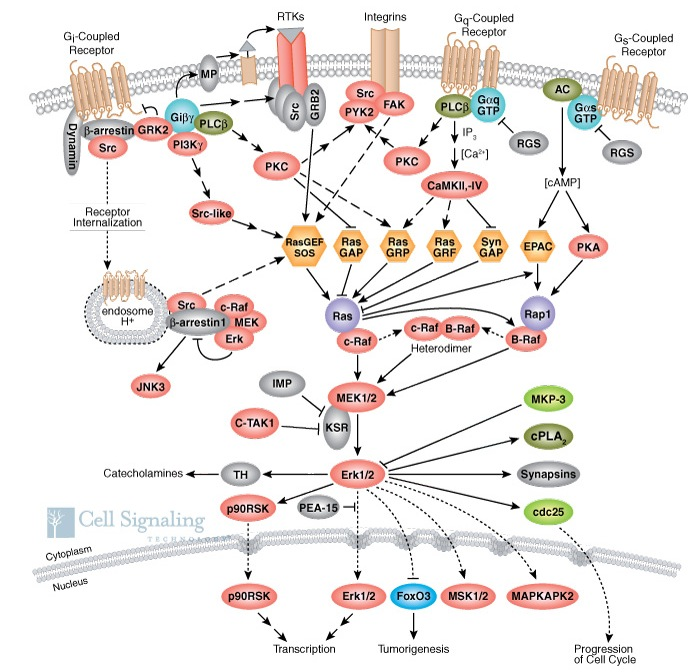 RTKs
Integrins
Gq-Coupled
Receptor
Gi-Coupled
Receptor
Gs-Coupled
Receptor
MP
Src
GRB2
Src
PYK2
FAK
PLCβ
Gαq
GTP
AC
Gαs
GTP
RGS
RGS
Dynamin
β-arrestin
Src
GRK2
Giβγ
PLCβ
PI3Kγ
PKC
PKC
IP3
[Ca2+]
CaMKII,-IV
[cAMP]
Src-like
Receptor
Internalization
RasGEF
SOS
Ras
GAP
Ras
GRP
Ras
GRF
Syn
GAP
EPAC
PKA
endosome
H+
Src
β-arrestin1
c-Raf
MEK
Erk
JNK3
Ras
c-Raf
c-Raf
B-Raf
Heterodimer
Rap1
B-Raf
IMP
MEK1/2
C-TAK1
KSR
MKP-3
cPLA2
Catecholamines
TH
Erk1/2
Synapsins
p90RSK
PEA-15
cdc25
Cell Signaling
TECHNOLOGY®
Cytoplasm
Nucleus
p90RSK
Erk1/2
FoxO3
MSK1/2
MAPKAPK2
Transcription
Tumorigenesis
Progression
of Cell Cycle